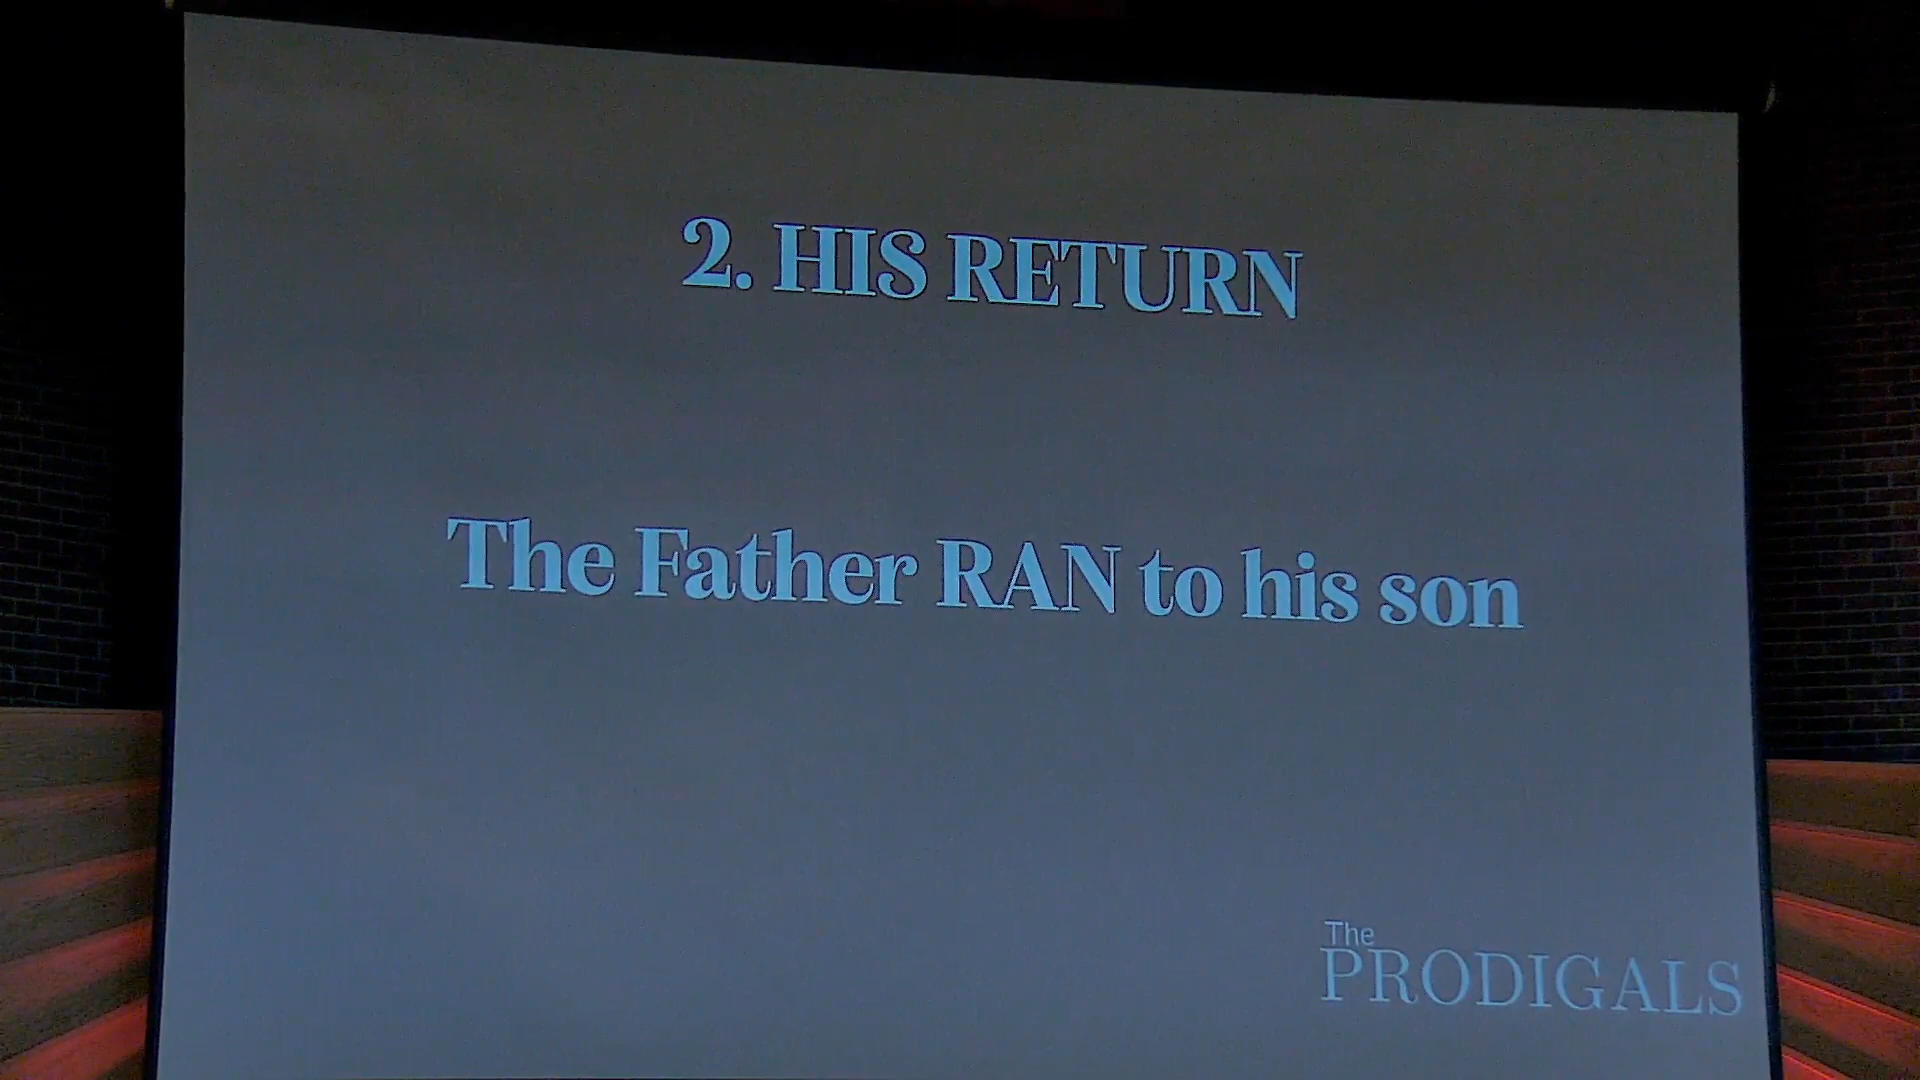 2. HIS RETURN
The Father RAN to his son
The
PRODIGALS